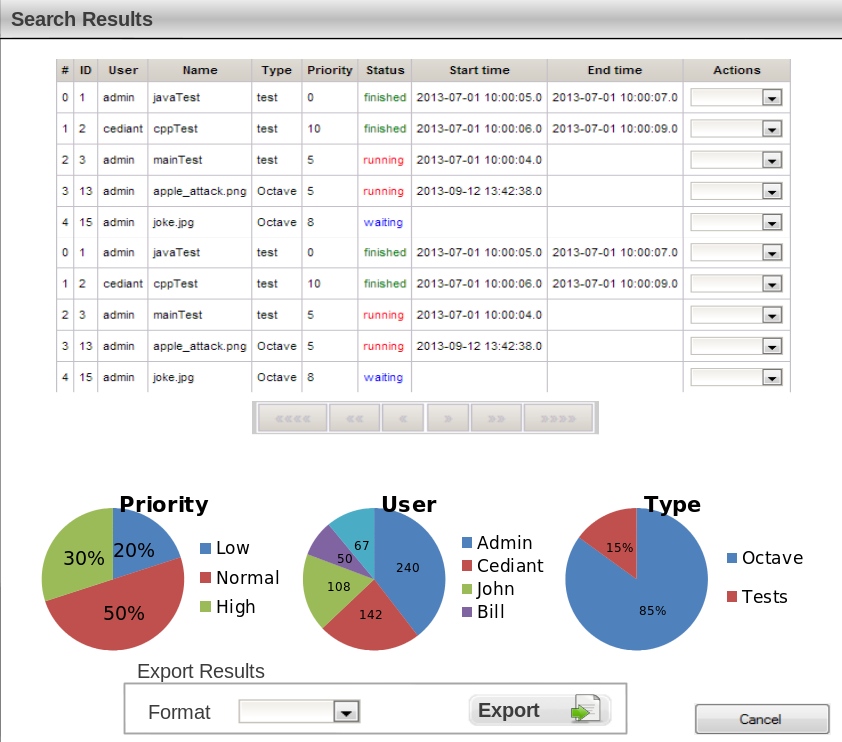 Search Results
# ID User Name Type Priority Status Start time End time Actions
0 1 admin javaTest test 0 finished 2013-07-01 10:00:05.0 2013-07-01 10:00:07.0
1 2 cediant cppTest test 10 finished 2013-07-01 10:00:06.0 2013-07-01 10:00:09.0
2 3 admin mainTest test 5 running 2013-07-01 10:00:04.0
3 13 admin apple_attack.png Octave 5 running 2013-09-12 13:42:38.0
4 15 admin joke.jpg Octave 8 waiting
0 1 admin javaTest test 0 finished 2013-07-01 10:00:05.0 2013-07-01 10:00:07.0
1 2 cediant cppTest test 10 finished 2013-07-01 10:00:06.0 2013-07-01 10:00:09.0
2 3 admin mainTest test 5 running 2013-07-01 10:00:04.0
3 13 admin apple_attack.png Octave 5 running 2013-09-12 13:42:38.0
4 15 admin joke.jpg Octave 8 waiting
«««« «« « » »» »»»»
Priority
30% 20%
50%
Low
Normal
High
User
67
50
240
108
142
Admin
Cediant
John
Bill
Type
15%
85%
Octave
Tests
Export Results
Format Export
Cancel